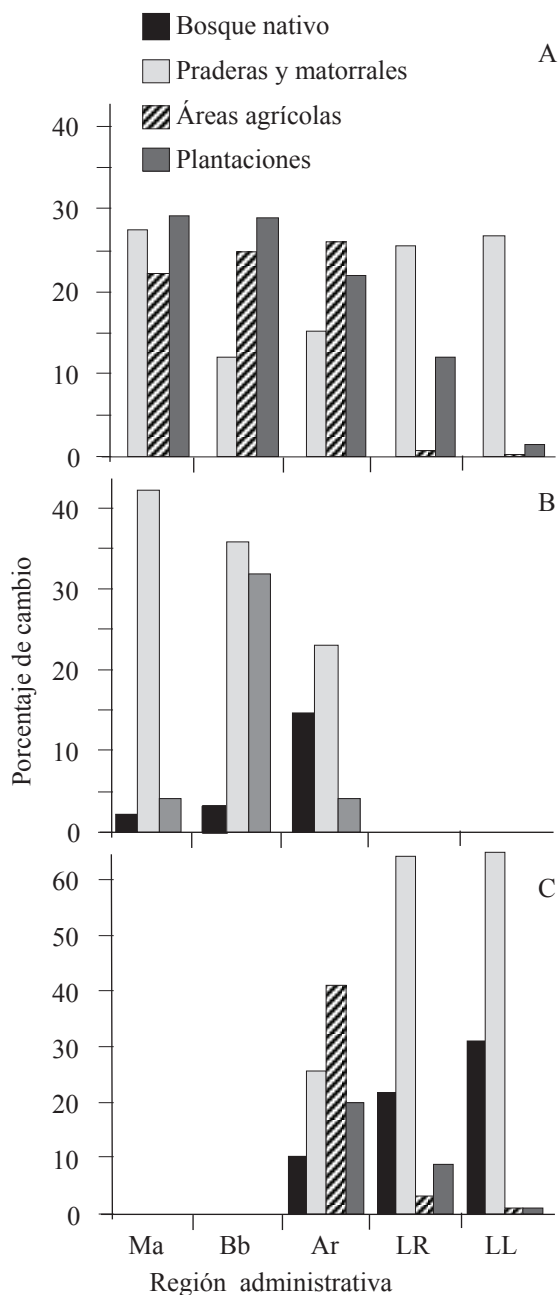 Bosque nativo
Praderas y matorrales
Áreas agrícolas
Plantaciones
A
40
30
20
10
0
B
40
30
20
10
0
C
60
50
40
30
20
10
0
Porcentaje de cambio
Ma Bb Ar LR LL
Región administrativa